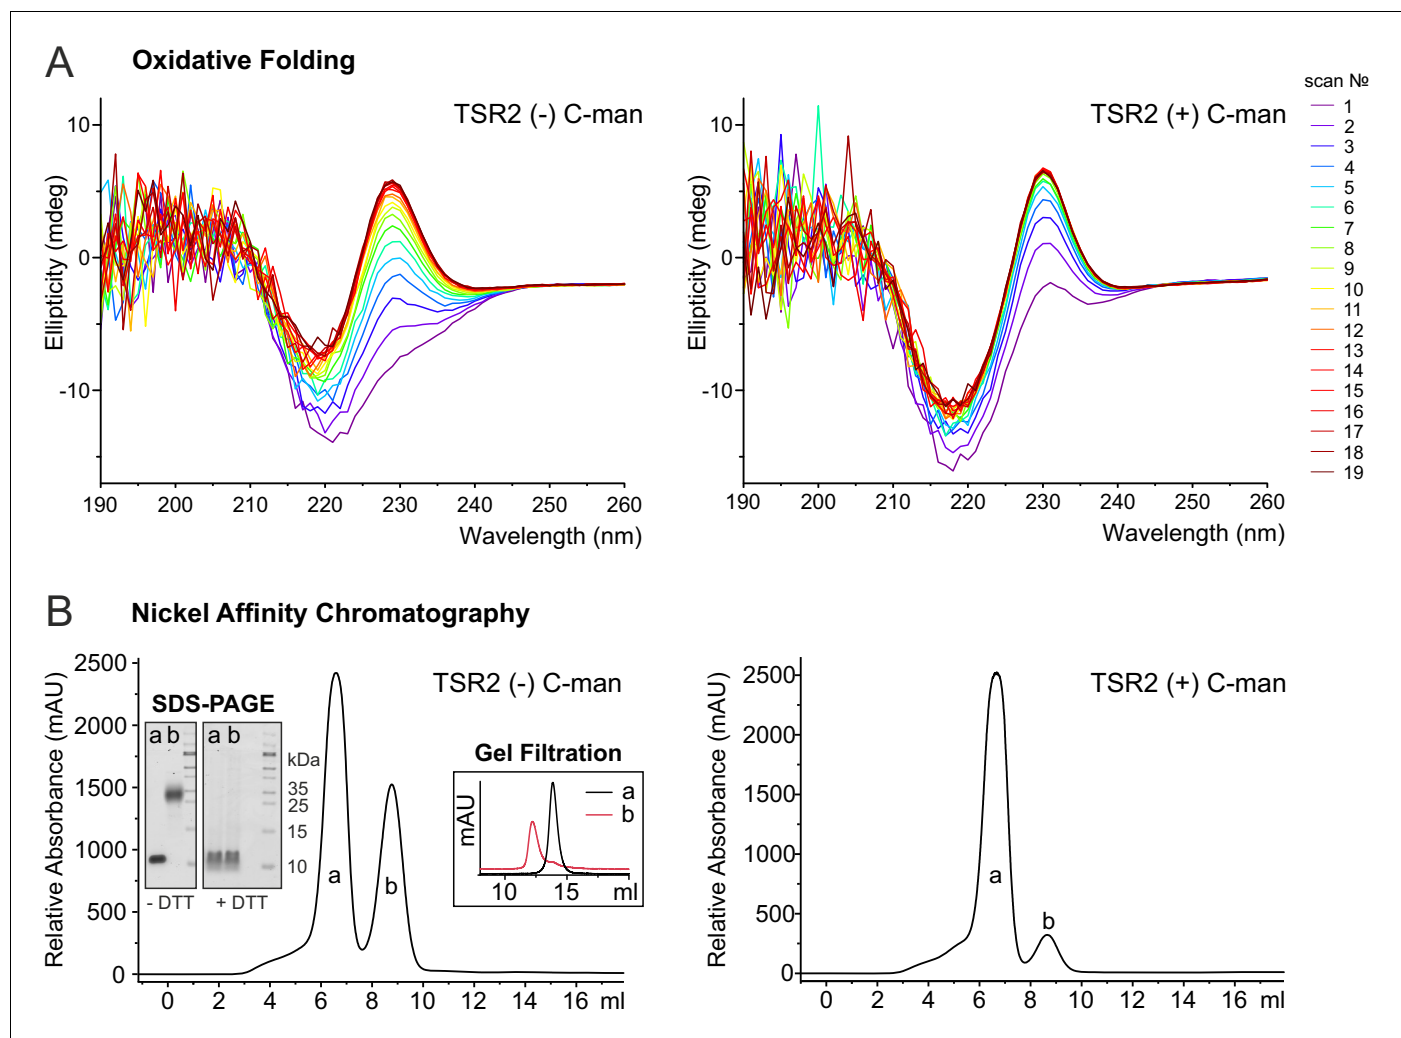 A Oxidative Folding
TSR2 (-) C-man
Ellipticity (mdeg)
10
0
-10
190 200 210 220 230 240 250 260
Wavelength (nm)
TSR2 (+) C-man
Ellipticity (mdeg)
10
0
-10
190 200 210 220 230 240 250 260
Wavelength (nm)
scan №
1
2
3
4
5
6
7
8
9
10
11
12
13
14
15
16
17
18
19
B Nickel Affinity Chromatography
TSR2 (-) C-man
Relative Absorbance (mAU)
2500
2000
1500
1000
500
0
0 2 4 6 8 10 12 14 16 ml
SDS-PAGE
a b a b
kDa
35
25
15
10
- DTT + DTT
a
b
Gel Filtration
mAU
a
b
10 15 ml
TSR2 (+) C-man
Relative Absorbance (mAU)
2500
2000
1500
1000
500
0
a
b
0 2 4 6 8 10 12 14 16 ml